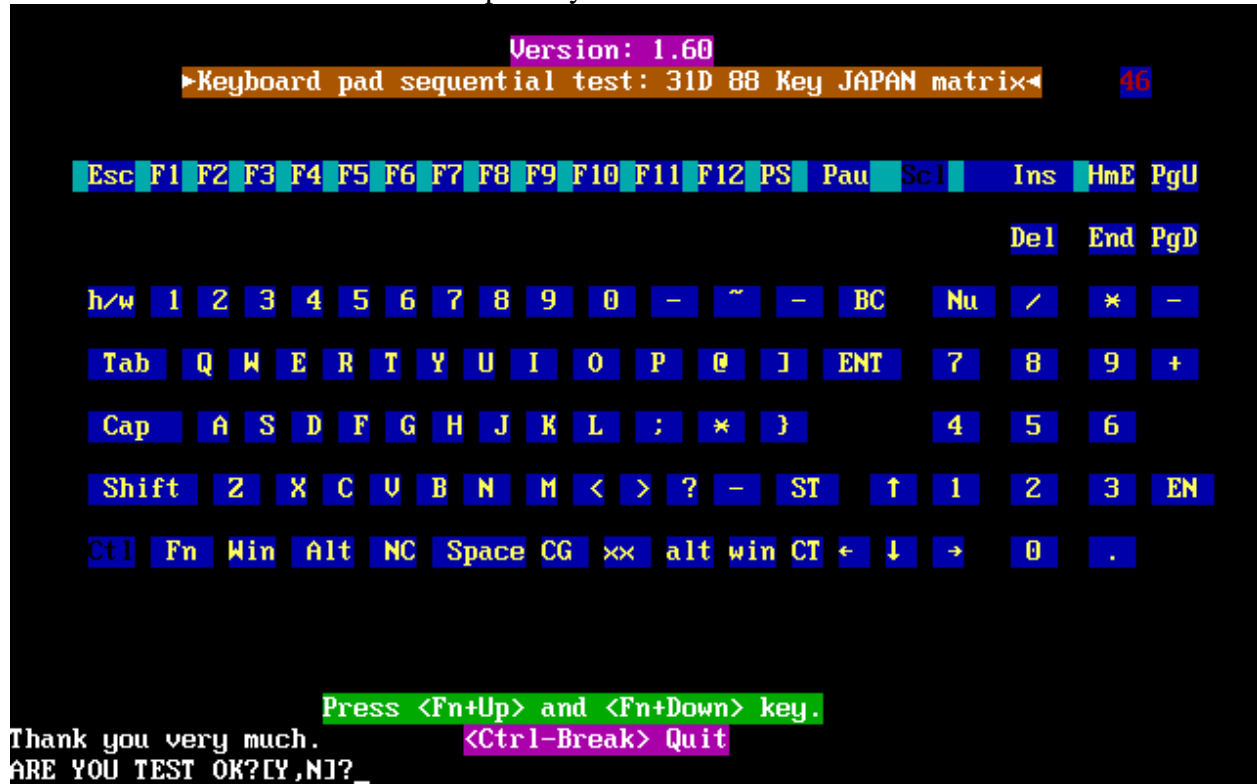 Version: 1.60
►Keyboard pad sequential test: 31D 88 Key JAPAN matrix◄ 46
Esc F1 F2 F3 F4 F5 F6 F7 F8 F9 F10 F11 F12 PS Pau Scl Ins HmE PgU
Del End PgD
h/w 1 2 3 4 5 6 7 8 9 0 - ~ - BC Nu / * -
Tab Q W E R T Y U I O P @ ] ENT 7 8 9 +
Cap A S D F G H J K L ; * } 4 5 6
Shift Z X C V B N M < > ? - ST ↑ 1 2 3 EN
Ctl Fn Win Alt NC Space CG xx alt win CT ← ↓ → 0 .
Press <Fn+Up> and <Fn+Down> key.
Thank you very much. <Ctrl-Break> Quit
ARE YOU TEST OK?[Y,N]?_